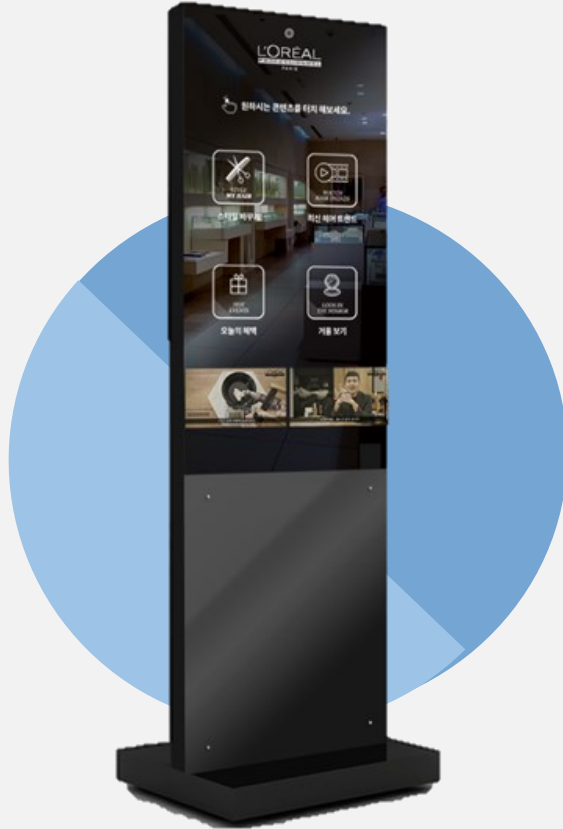 L'ORÉAL
PROFESSIONNEL
PARIS
원하시는 콘텐츠를 터치 해보세요.
STYLE
MY HAIR
스타일 바꾸기
HAIR TRENDS
최신 헤어 트렌드
HOT
EVENTS
오늘의 혜택
LOOK IN
THE MIRROR
거울 보기